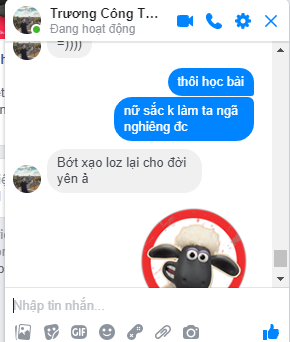 Trương Công T...
Đang hoạt động
=))))
thôi học bài
nữ sắc k làm ta ngã
nghiêng đc
Bớt xạo loz lại cho đời
yên ả
Nhập tin nhắn...
GIF